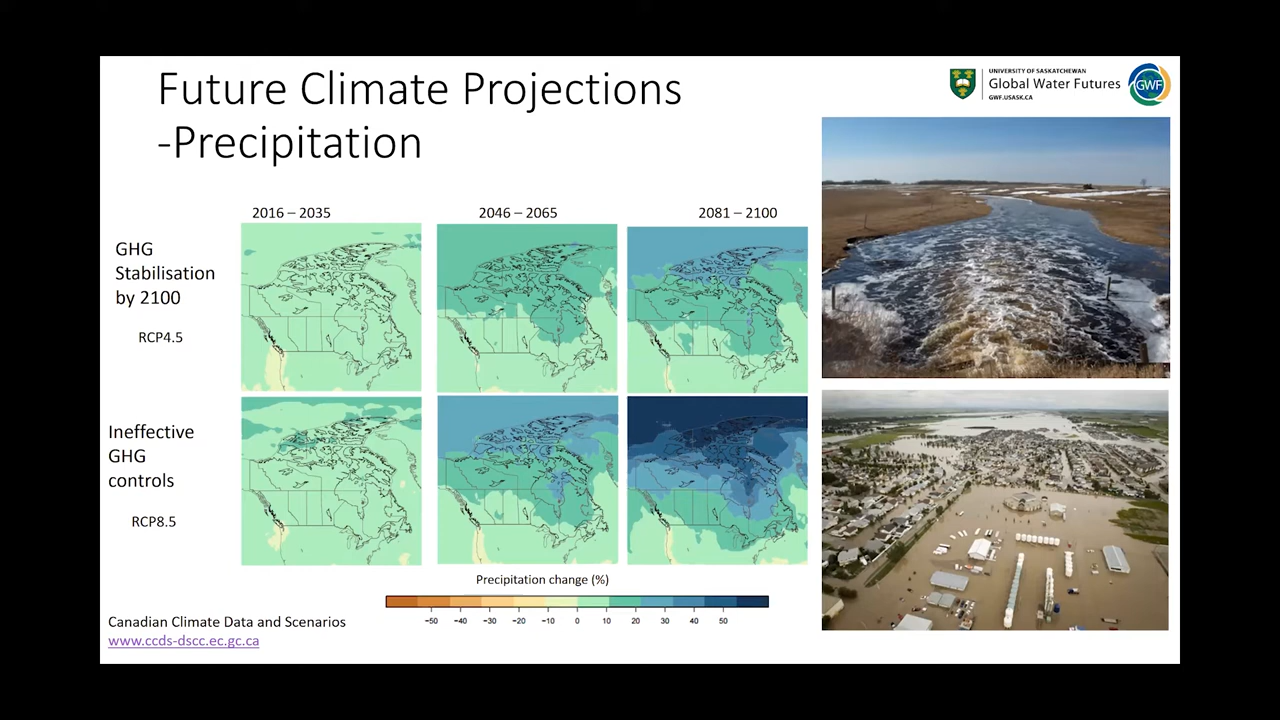 Future Climate Projections
-Precipitation
UNIVERSITY OF SASKATCHEWAN
Global Water Futures
GWF.USASK.CA
GWF
2016 – 2035
2046 – 2065
2081 – 2100
GHG
Stabilisation
by 2100
RCP4.5
Ineffective
GHG
controls
RCP8.5
Precipitation change (%)
−50 −40 −30 −20 −10 0 10 20 30 40 50
Canadian Climate Data and Scenarios
www.ccds-dscc.ec.gc.ca